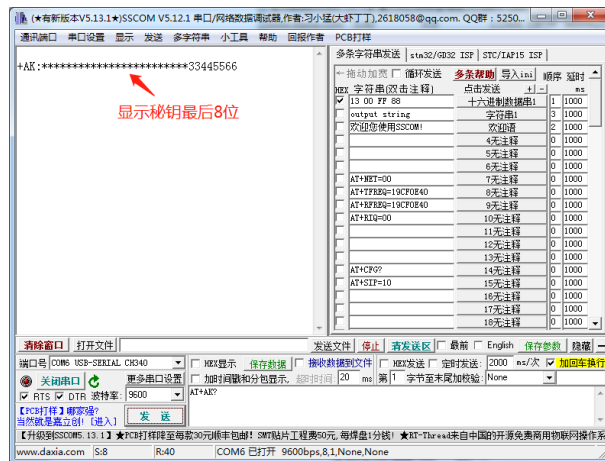 (★有新版本V5.13.1★)SSCOM V5.12.1 串口/网络数据调试器,作者:习小猛(大虾丁丁),2618058@qq.com. QQ群：5250...
通讯端口 串口设置 显示 发送 多字符串 小工具 帮助 回报作者 PCB打样
+AK:************************33445566
显示秘钥最后8位
多条字符串发送 stm32/GD32 ISP STC/IAP15 ISP
←拖动加宽 循环发送 多条帮助 导入ini 顺序 延时
HEX 字符串(双击注释) 点击发送 + - ms
13 00 FF 88 十六进制数据串1 1 1000
output string 字符串1 3 1000
欢迎您使用SSCOM! 欢迎语 2 1000
4无注释 0 1000
5无注释 0 1000
6无注释 0 1000
AT+NET=00 7无注释 0 1000
AT+TFREQ=19CF0E40 8无注释 0 1000
AT+RFREQ=19CF0E40 9无注释 0 1000
AT+RIQ=00 10无注释 0 1000
11无注释 0 1000
12无注释 0 1000
13无注释 0 1000
AT+CFG? 14无注释 0 1000
AT+SIP=10 15无注释 0 1000
16无注释 0 1000
17无注释 0 1000
18无注释 0 1000
清除窗口 打开文件 发送文件 停止 清发送区 最前 English 保存参数 隐藏 —
端口号 COM6 USB-SERIAL CH340 HEX显示 保存数据 接收数据到文件 HEX发送 定时发送: 2000 ms/次 加回车换行
关闭串口 更多串口设置 加时间戳和分包显示, 超时时间: 20 ms 第 1 字节 至 末尾 加校验 None
RTS DTR 波特率: 9600 AT+AK?
【PCB打样】哪家强?
当然就是嘉立创!【进入】 发 送
【升级到SSCOM5.13.1】★PCB打样降至每款30元顺丰包邮! SMT贴片工程费50元, 每焊盘1分钱! ★RT-Thread来自中国的开源免费商用物联网操作系
www.daxia.com S:8 R:40 COM6 已打开 9600bps,8,1,None,None